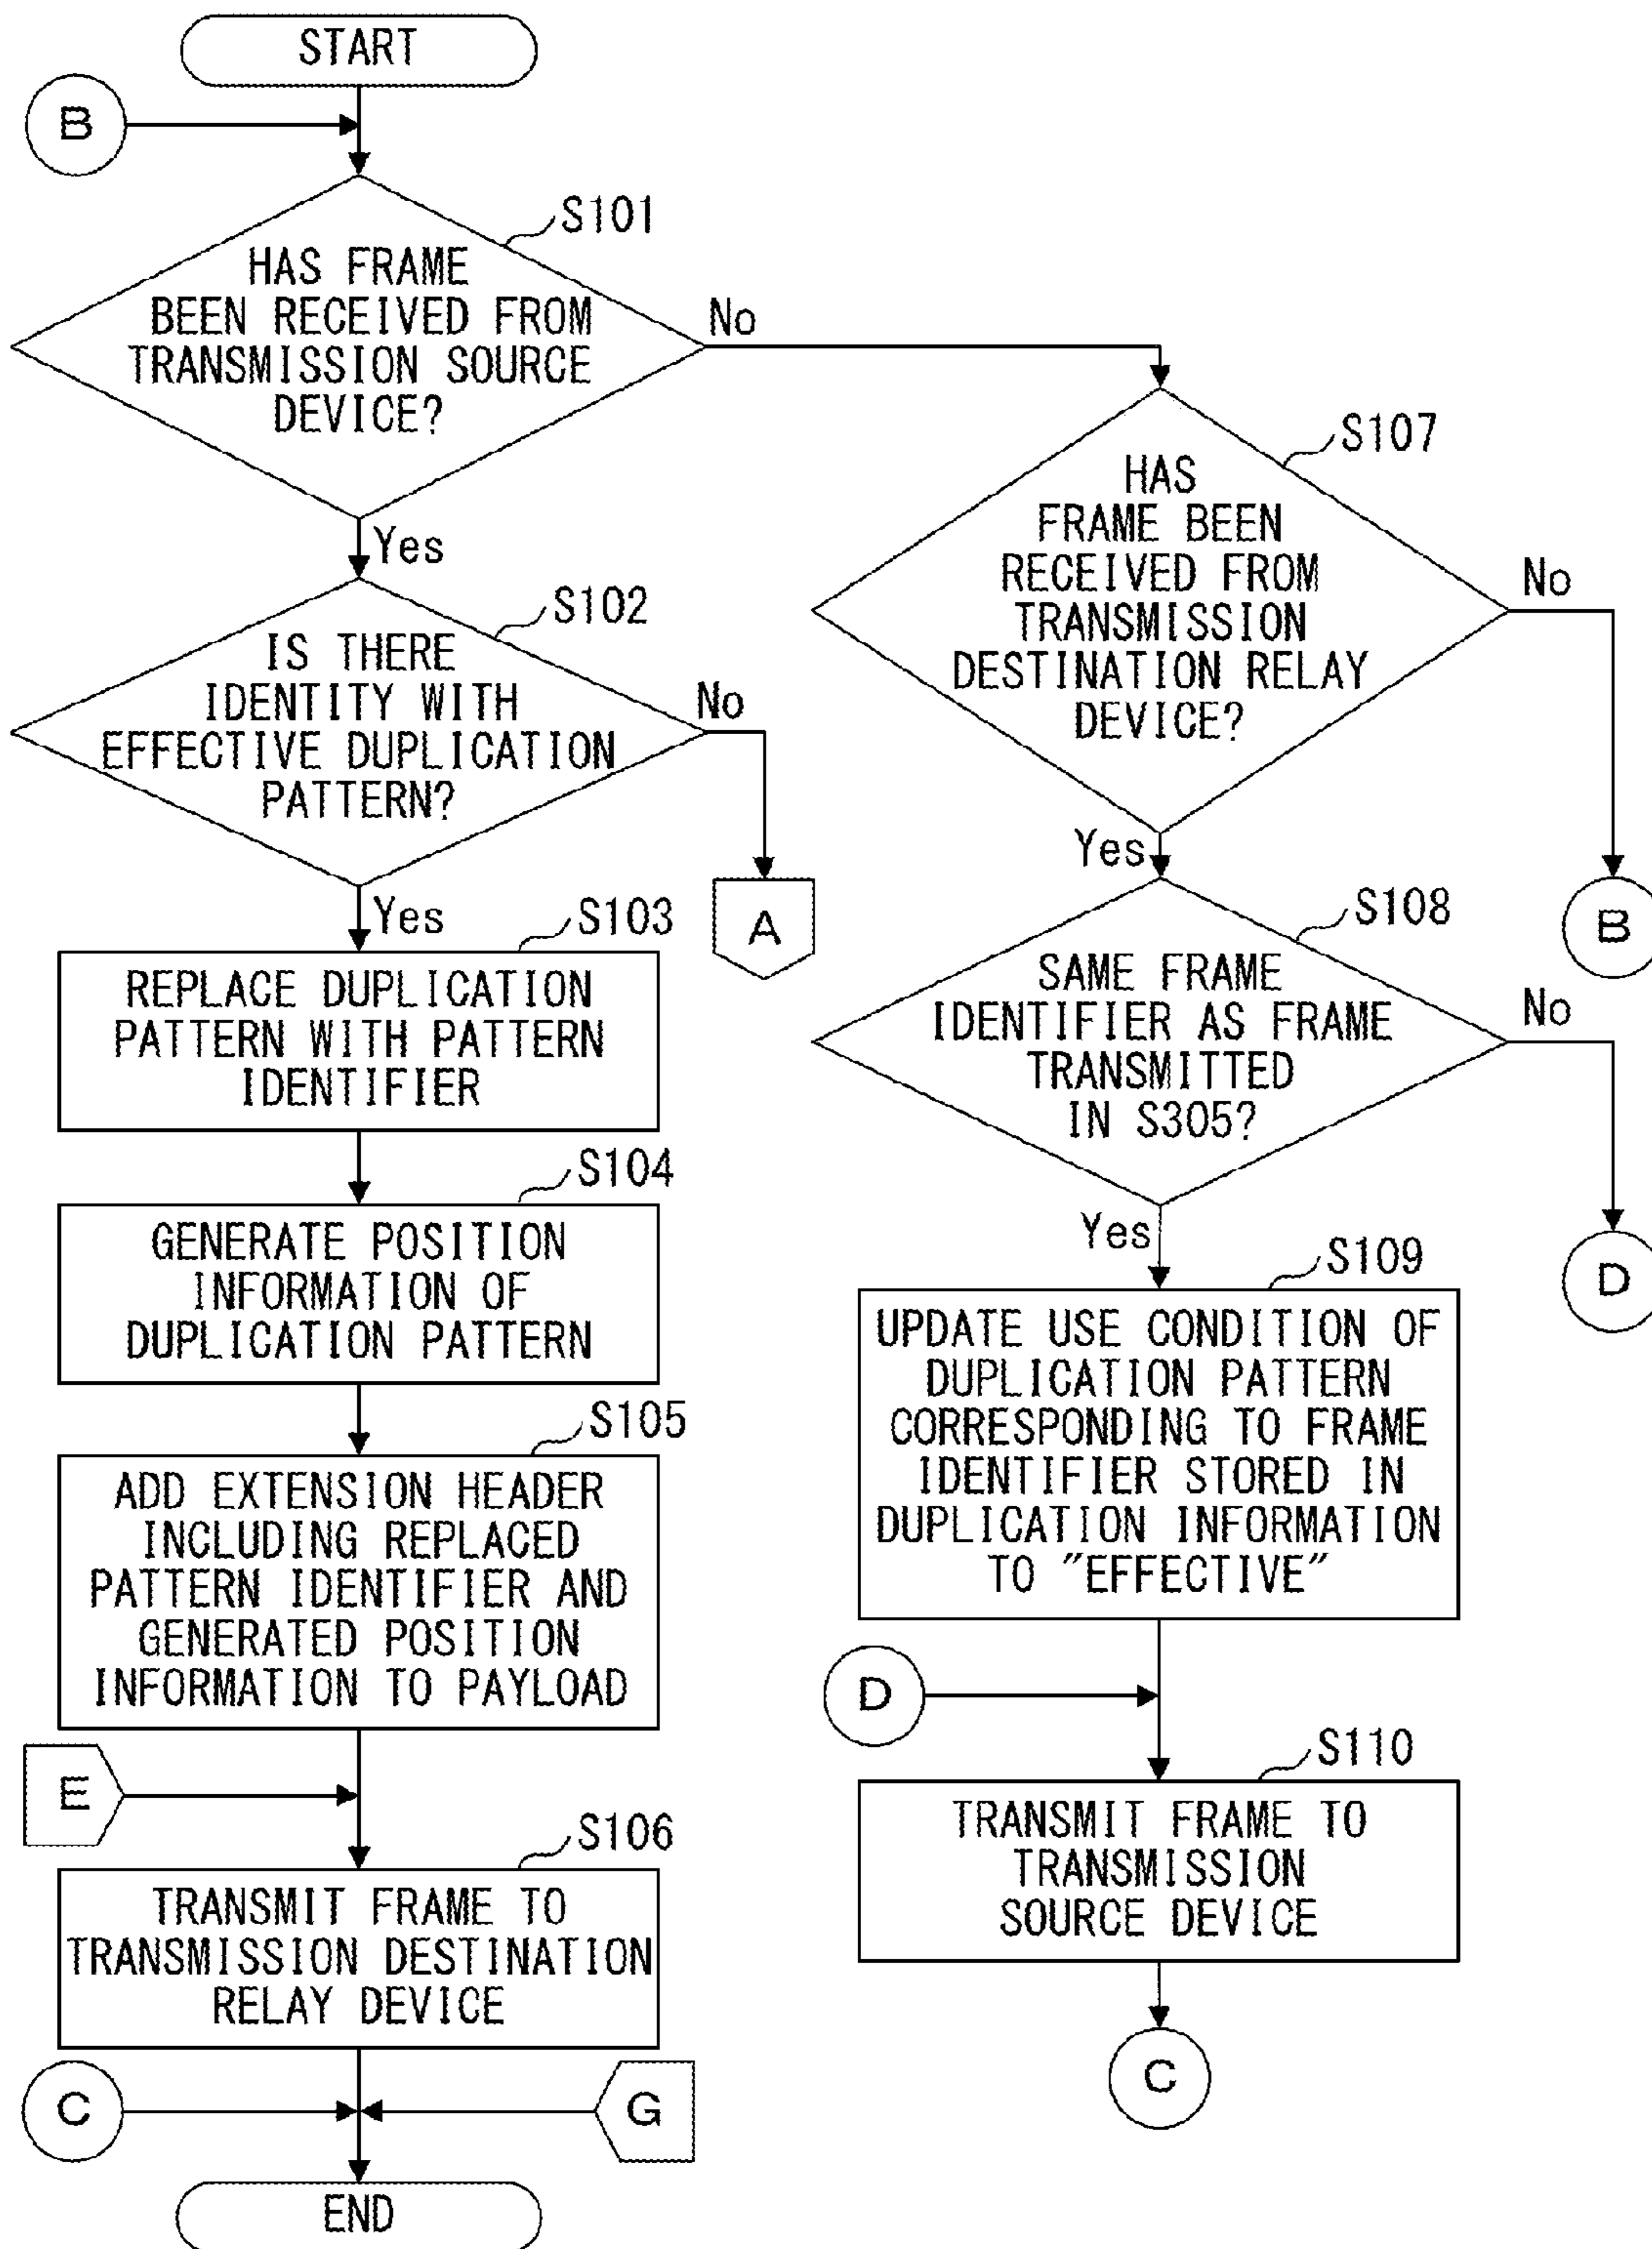 START
B
S101
HAS FRAME
BEEN RECEIVED FROM
TRANSMISSION SOURCE
DEVICE?
No
Yes
S102
IS THERE
IDENTITY WITH
EFFECTIVE DUPLICATION
PATTERN?
No
A
Yes
S103
REPLACE DUPLICATION
PATTERN WITH PATTERN
IDENTIFIER
S104
GENERATE POSITION
INFORMATION OF
DUPLICATION PATTERN
S105
ADD EXTENSION HEADER
INCLUDING REPLACED
PATTERN IDENTIFIER AND
GENERATED POSITION
INFORMATION TO PAYLOAD
E
S106
TRANSMIT FRAME TO
TRANSMISSION DESTINATION
RELAY DEVICE
C
G
END
S107
HAS
FRAME BEEN
RECEIVED FROM
TRANSMISSION
DESTINATION RELAY
DEVICE?
No
B
Yes
S108
SAME FRAME
IDENTIFIER AS FRAME
TRANSMITTED
IN S305?
No
D
Yes
S109
UPDATE USE CONDITION OF
DUPLICATION PATTERN
CORRESPONDING TO FRAME
IDENTIFIER STORED IN
DUPLICATION INFORMATION
TO "EFFECTIVE"
D
S110
TRANSMIT FRAME TO
TRANSMISSION
SOURCE DEVICE
C